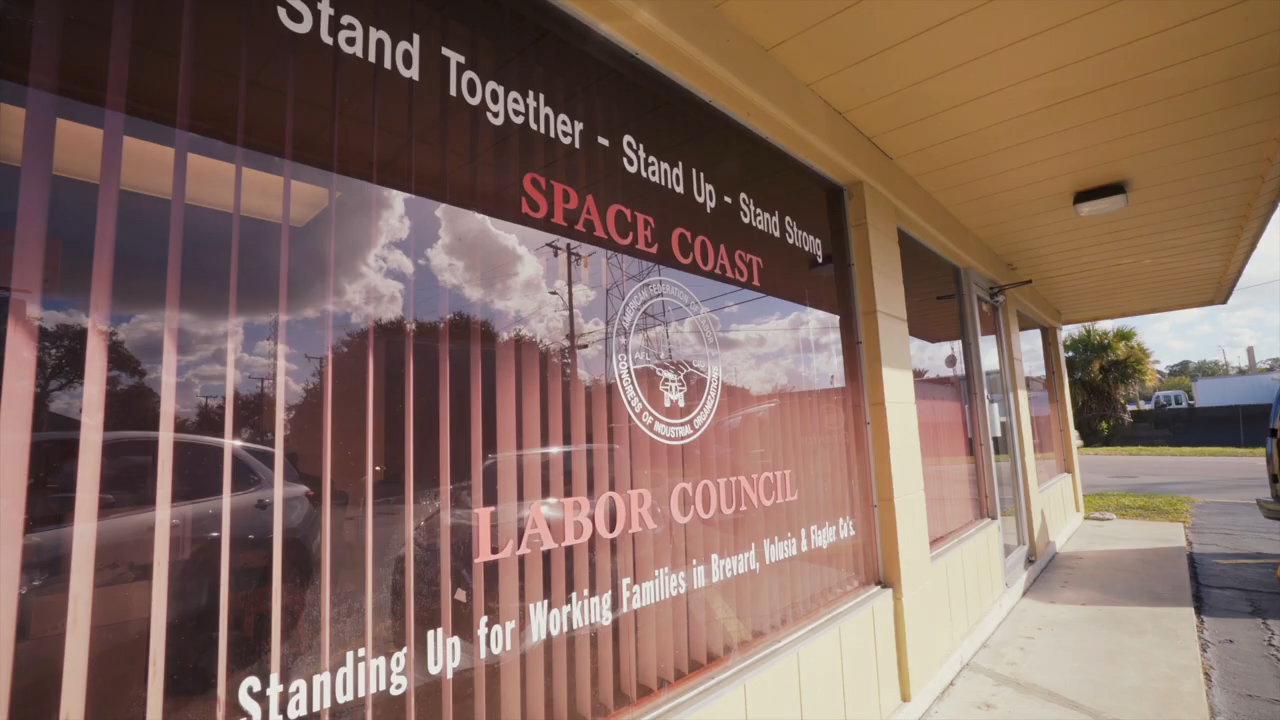 Stand Together - Stand Up - Stand Strong
SPACE COAST
AMERICAN FEDERATION OF LABOR
AFL CIO
CONGRESS OF INDUSTRIAL ORGANIZATIONS
LABOR COUNCIL
Standing Up for Working Families in Brevard, Volusia & Flagler Co's.